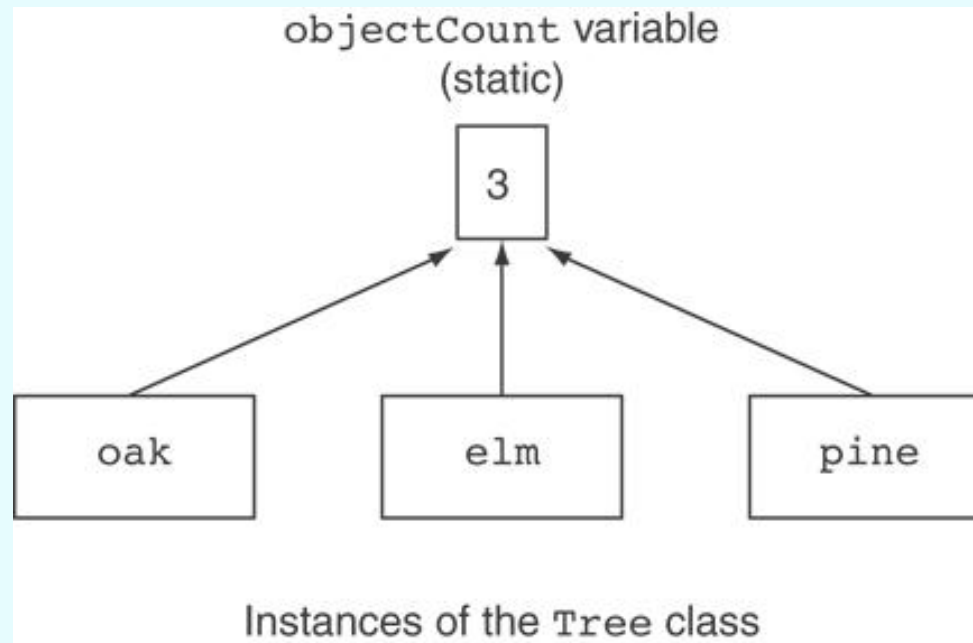 objectCount variable
(static)
3
oak elm pine
Instances of the Tree class